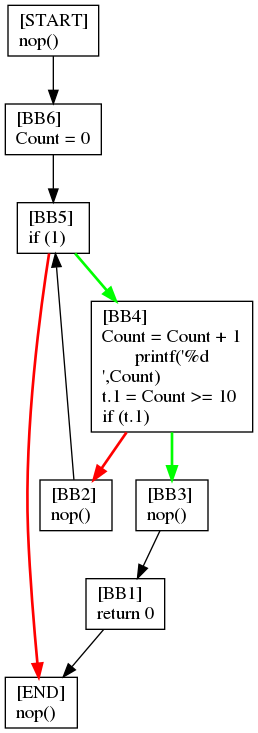 [START]
nop()
[BB6]
Count = 0
[BB5]
if (1)
[BB4]
Count = Count + 1
printf('%d
',Count)
t.1 = Count >= 10
if (t.1)
[BB2]
nop()
[BB3]
nop()
[BB1]
return 0
[END]
nop()